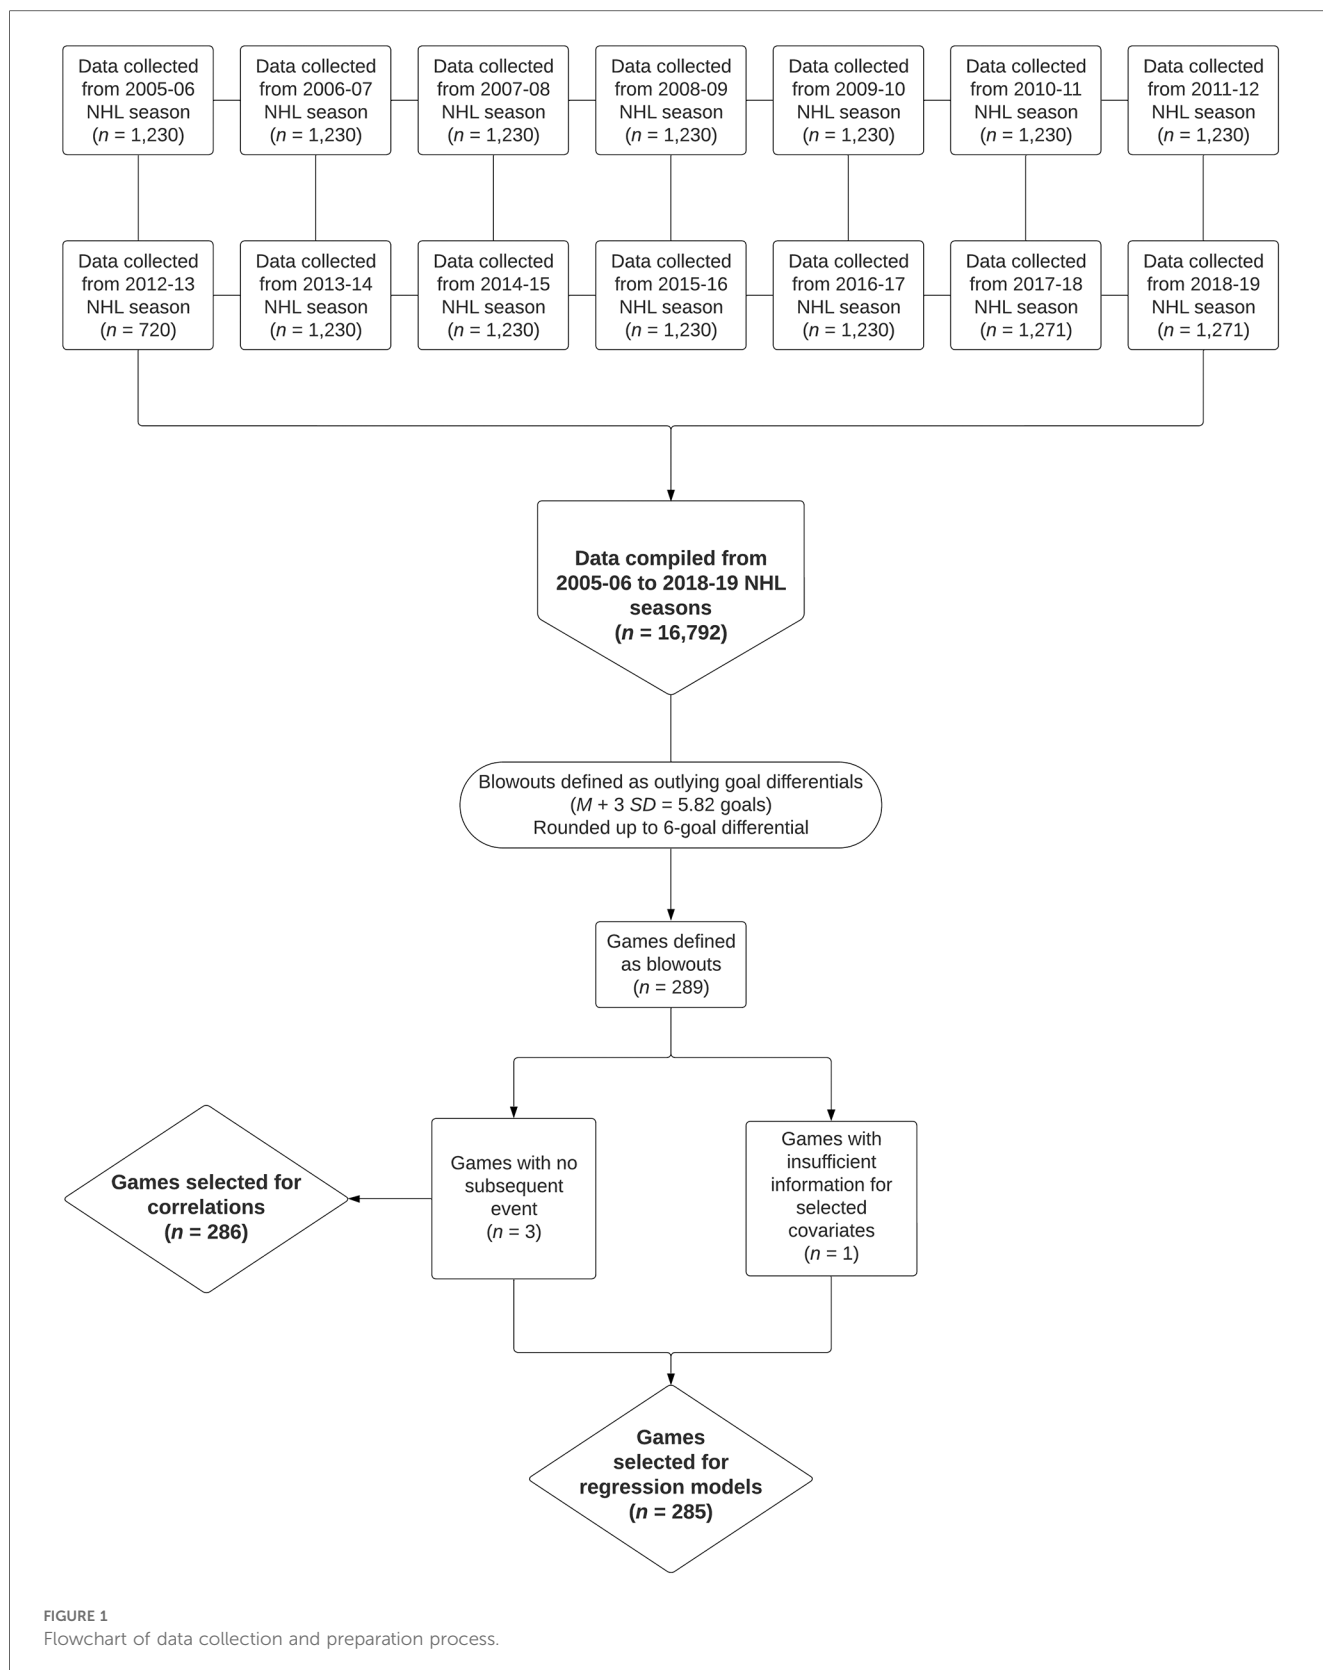 Data collected
from 2005-06
NHL season
(n = 1,230)
Data collected
from 2006-07
NHL season
(n = 1,230)
Data collected
from 2007-08
NHL season
(n = 1,230)
Data collected
from 2008-09
NHL season
(n = 1,230)
Data collected
from 2009-10
NHL season
(n = 1,230)
Data collected
from 2010-11
NHL season
(n = 1,230)
Data collected
from 2011-12
NHL season
(n = 1,230)
Data collected
from 2012-13
NHL season
(n = 720)
Data collected
from 2013-14
NHL season
(n = 1,230)
Data collected
from 2014-15
NHL season
(n = 1,230)
Data collected
from 2015-16
NHL season
(n = 1,230)
Data collected
from 2016-17
NHL season
(n = 1,230)
Data collected
from 2017-18
NHL season
(n = 1,271)
Data collected
from 2018-19
NHL season
(n = 1,271)
Data compiled from
2005-06 to 2018-19 NHL
seasons
(n = 16,792)
Blowouts defined as outlying goal differentials
(M + 3 SD = 5.82 goals)
Rounded up to 6-goal differential
Games defined
as blowouts
(n = 289)
Games selected for
correlations
(n = 286)
Games with no
subsequent
event
(n = 3)
Games with
insufficient
information for
selected
covariates
(n = 1)
Games
selected for
regression models
(n = 285)
FIGURE 1
Flowchart of data collection and preparation process.